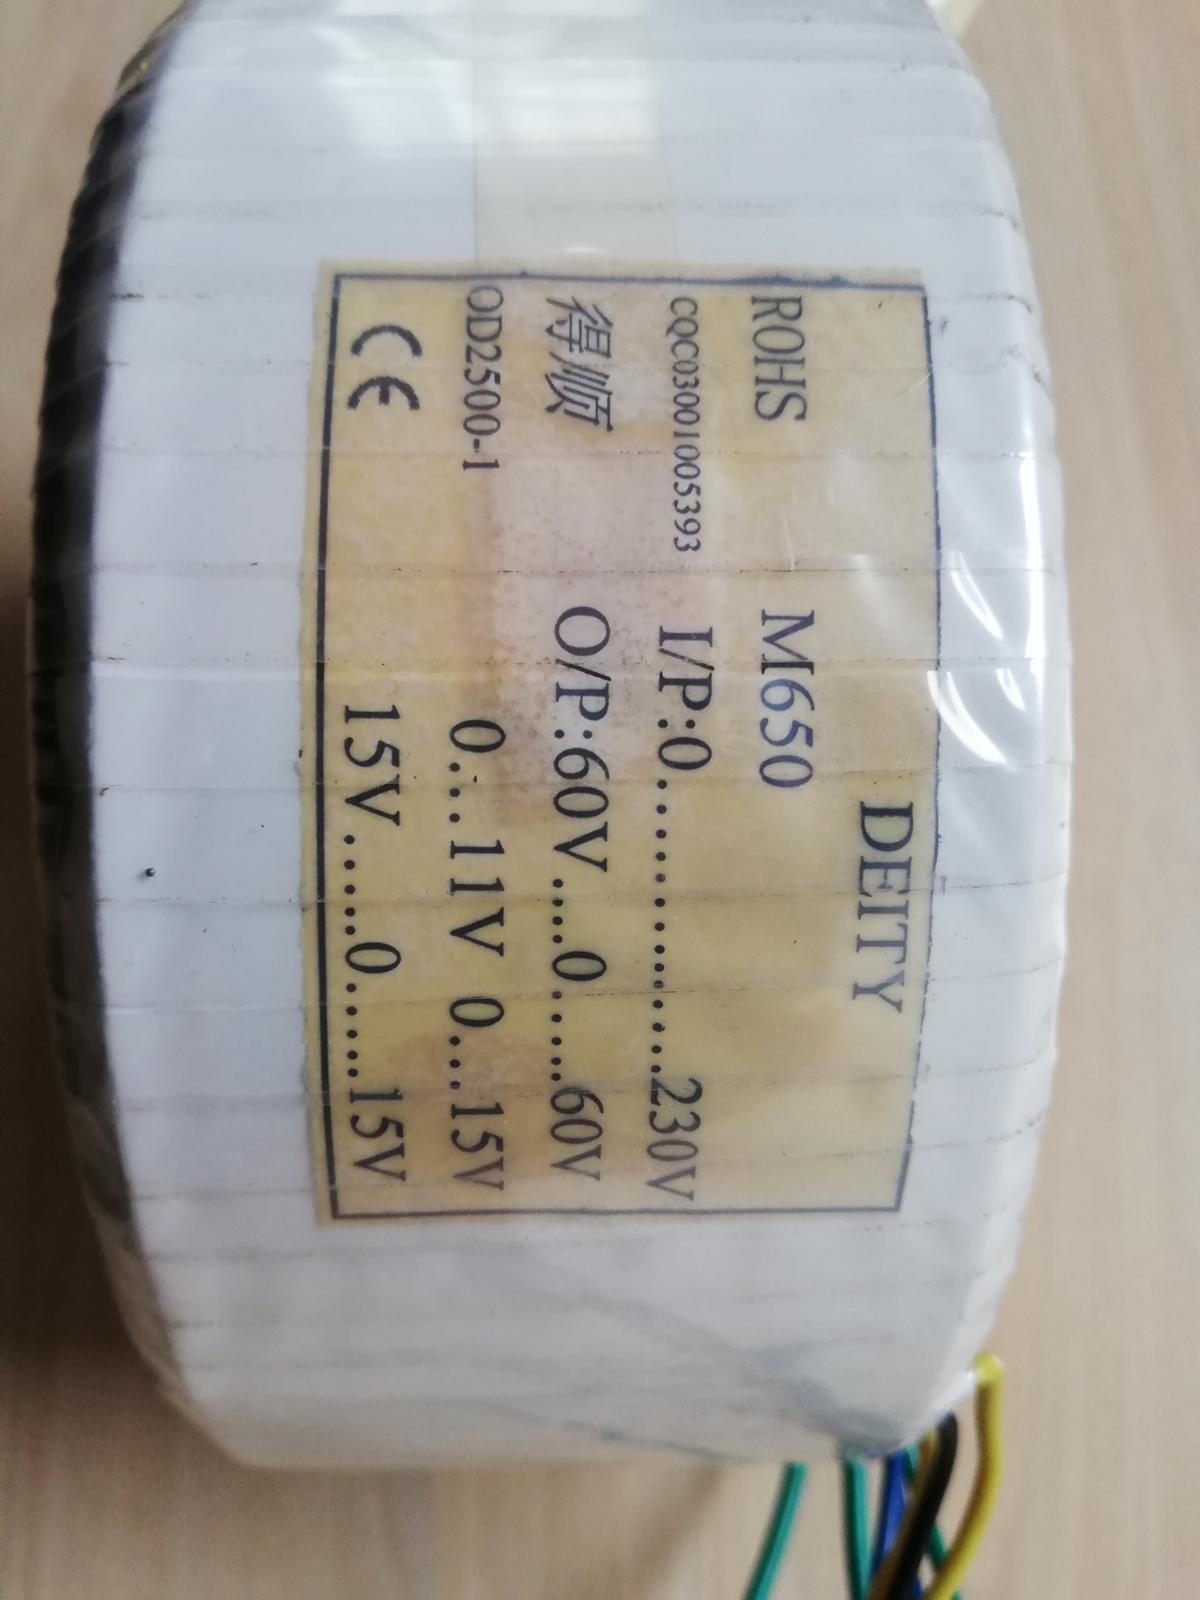 DEITY
ROHS M650
CQC03001005393 I/P:0..............230V
得顺 O/P:60V.....0......60V
OD2500-1 0....11V 0...15V
CE 15V......0......15V